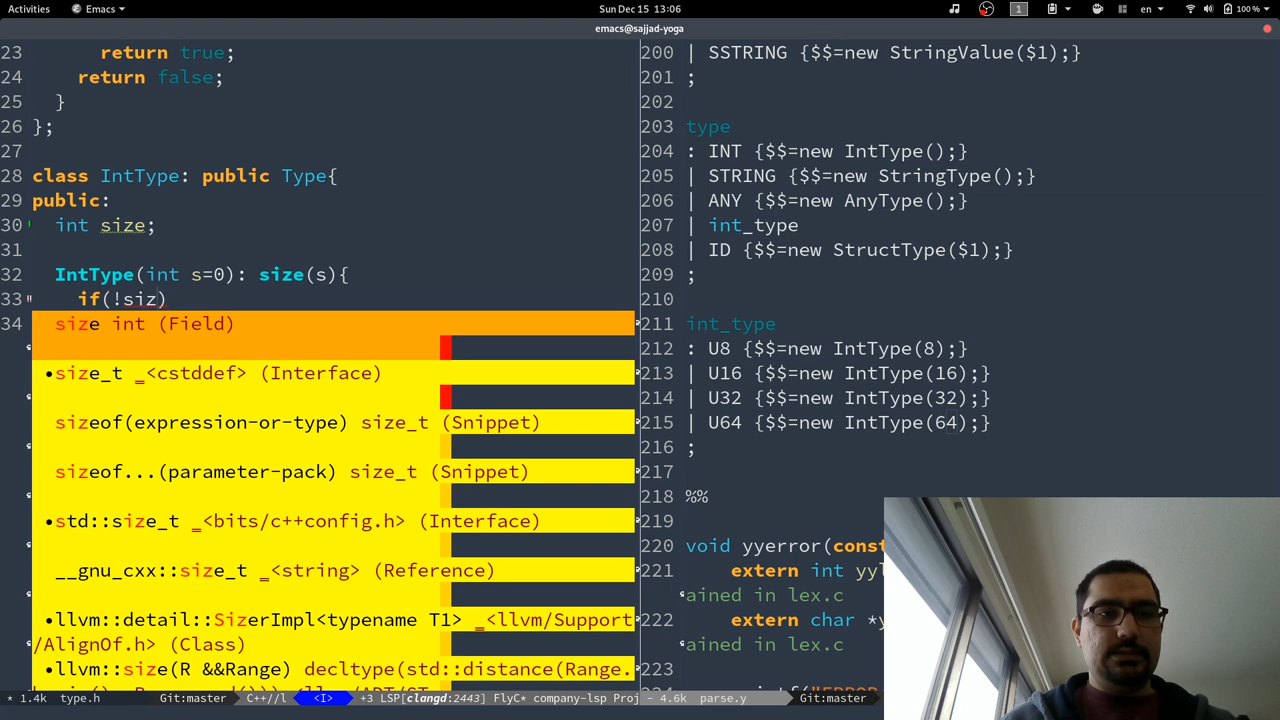 Activities Emacs Sun Dec 15 13:06 1 en 100 %
emacs@sajjad-yoga
23 return true;
24 return false;
25 }
26 };
27
28 class IntType: public Type{
29 public:
30 int size;
31
32 IntType(int s=0): size(s){
33 if(!siz)
34 size int (Field)
•size_t _<cstddef> (Interface)
sizeof(expression-or-type) size_t (Snippet)
sizeof...(parameter-pack) size_t (Snippet)
•std::size_t _<bits/c++config.h> (Interface)
__gnu_cxx::size_t _<string> (Reference)
•llvm::detail::SizerImpl<typename T1> _<llvm/Support
/AlignOf.h> (Class)
•llvm::size(R &&Range) decltype(std::distance(Range.
* 1.4k type.h Git:master C++//l <I> +3 LSP[clangd:2443] FlyC* company-lsp Proj
200 | SSTRING {$$=new StringValue($1);}
201 ;
202
203 type
204 : INT {$$=new IntType();}
205 | STRING {$$=new StringType();}
206 | ANY {$$=new AnyType();}
207 | int_type
208 | ID {$$=new StructType($1);}
209 ;
210
211 int_type
212 : U8 {$$=new IntType(8);}
213 | U16 {$$=new IntType(16);}
214 | U32 {$$=new IntType(32);}
215 | U64 {$$=new IntType(64);}
216 ;
217
218 %%
219
220 void yyerror(cons
221 extern int yyl
ained in lex.c
222 extern char *y
ained in lex.c
223
- 4.6k parse.y Git:master